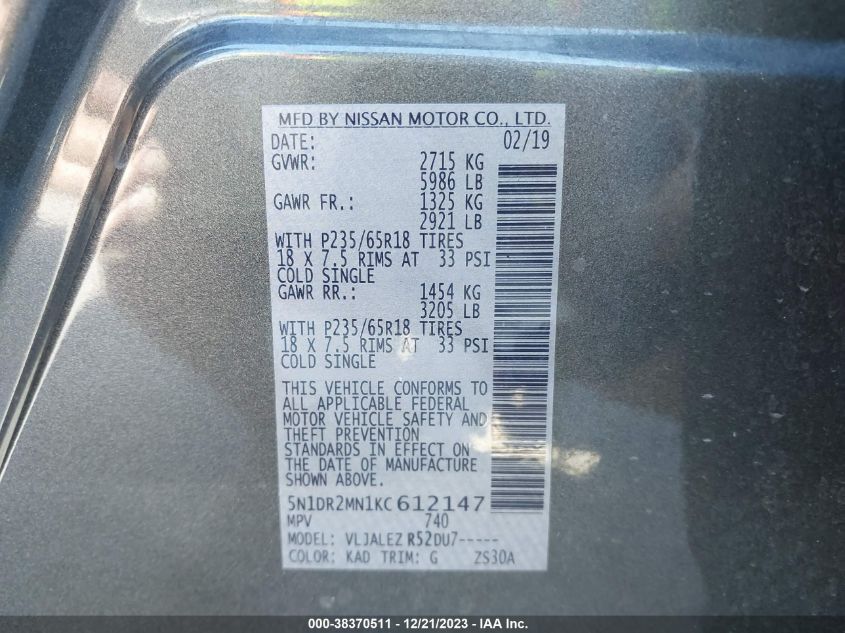 MFD BY NISSAN MOTOR CO., LTD.
DATE: 02/19
GVWR: 2715 KG
5986 LB
GAWR FR.: 1325 KG
2921 LB
WITH P235/65R18 TIRES
18 X 7.5 RIMS AT 33 PSI
COLD SINGLE
GAWR RR.: 1454 KG
3205 LB
WITH P235/65R18 TIRES
18 X 7.5 RIMS AT 33 PSI
COLD SINGLE
THIS VEHICLE CONFORMS TO
ALL APPLICABLE FEDERAL
MOTOR VEHICLE SAFETY AND
THEFT PREVENTION
STANDARDS IN EFFECT ON
THE DATE OF MANUFACTURE
SHOWN ABOVE.
5N1DR2MN1KC612147
MPV 740
MODEL: VLJALEZ R52DU7-----
COLOR: KAD TRIM: G ZS30A
000-38370511 - 12/21/2023 - IAA Inc.